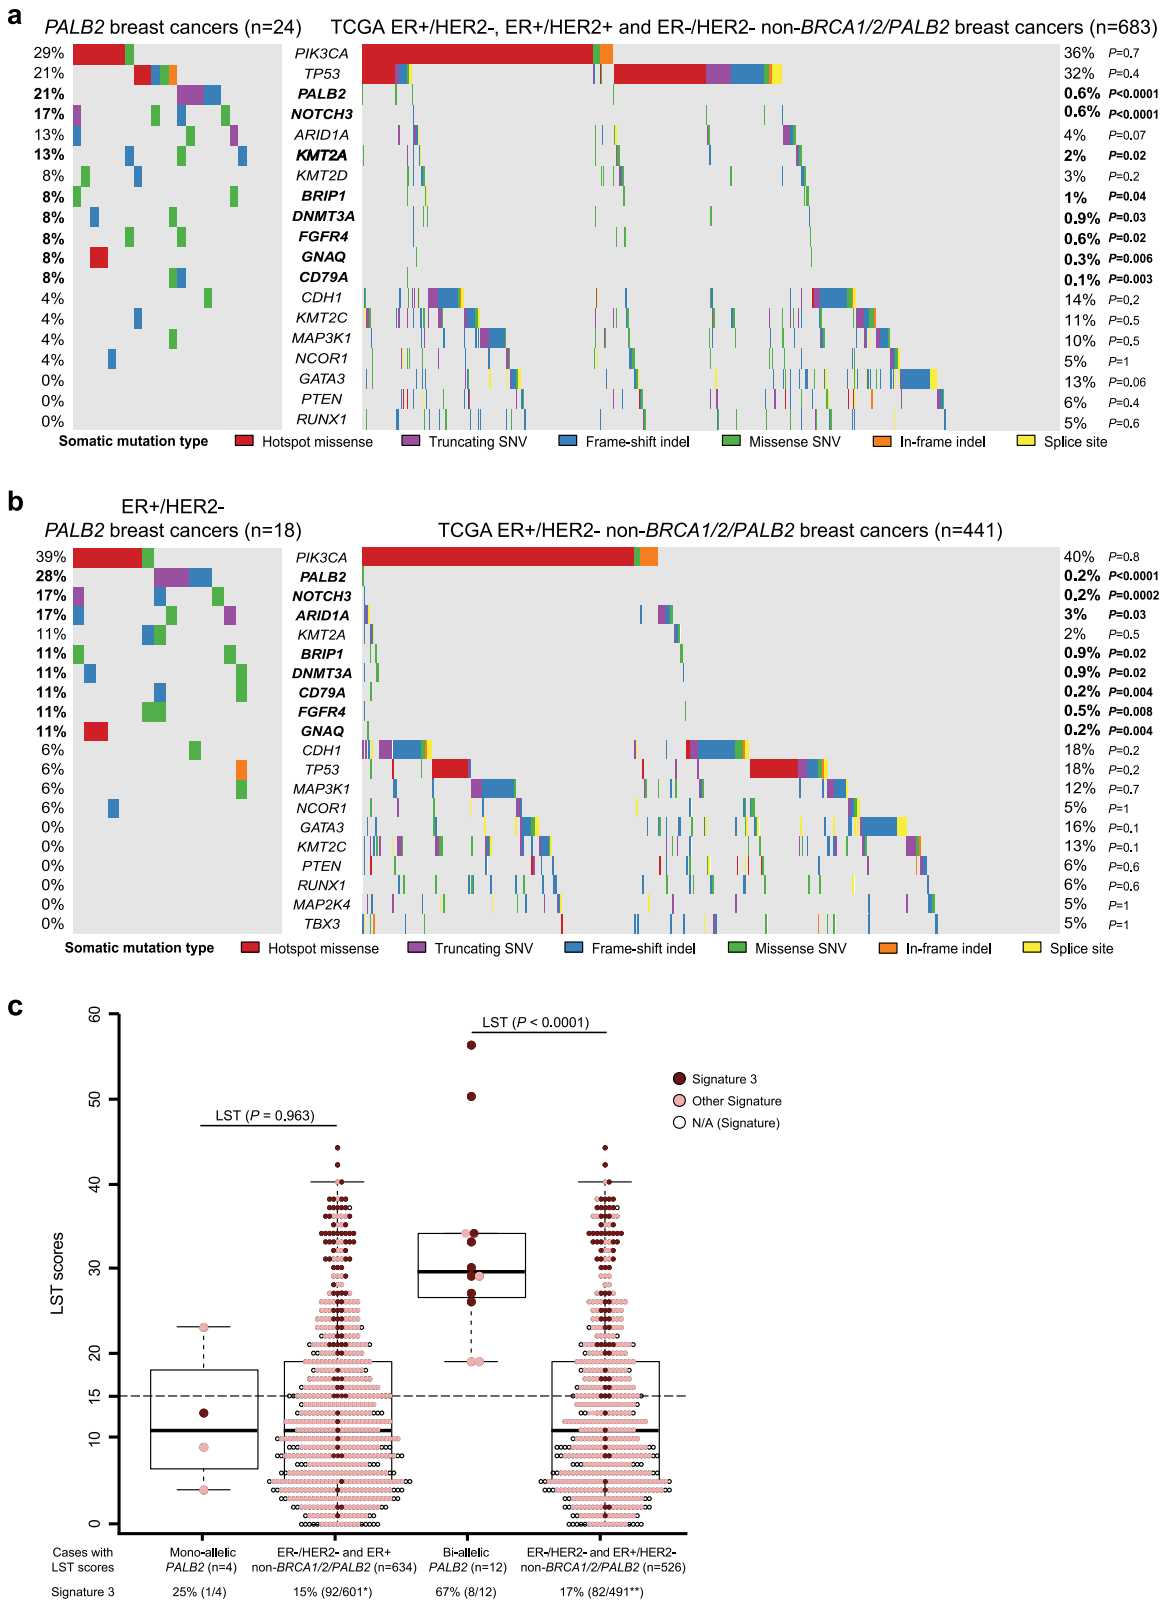 a
PALB2 breast cancers (n=24) TCGA ER+/HER2-, ER+/HER2+ and ER-/HER2- non-BRCA1/2/PALB2 breast cancers (n=683)
29% PIK3CA 36% P=0.7
21% TP53 32% P=0.4
21% PALB2 0.6% P<0.0001
17% NOTCH3 0.6% P<0.0001
13% ARID1A 4% P=0.07
13% KMT2A 2% P=0.02
8% KMT2D 3% P=0.2
8% BRIP1 1% P=0.04
8% DNMT3A 0.9% P=0.03
8% FGFR4 0.6% P=0.02
8% GNAQ 0.3% P=0.006
8% CD79A 0.1% P=0.003
4% CDH1 14% P=0.2
4% KMT2C 11% P=0.5
4% MAP3K1 10% P=0.5
4% NCOR1 5% P=1
0% GATA3 13% P=0.06
0% PTEN 6% P=0.4
0% RUNX1 5% P=0.6
Somatic mutation type Hotspot missense Truncating SNV Frame-shift indel Missense SNV In-frame indel Splice site
b
ER+/HER2-
PALB2 breast cancers (n=18) TCGA ER+/HER2- non-BRCA1/2/PALB2 breast cancers (n=441)
39% PIK3CA 40% P=0.8
28% PALB2 0.2% P<0.0001
17% NOTCH3 0.2% P=0.0002
17% ARID1A 3% P=0.03
11% KMT2A 2% P=0.5
11% BRIP1 0.9% P=0.02
11% DNMT3A 0.9% P=0.02
11% CD79A 0.2% P=0.004
11% FGFR4 0.5% P=0.008
11% GNAQ 0.2% P=0.004
6% CDH1 18% P=0.2
6% TP53 18% P=0.2
6% MAP3K1 12% P=0.7
6% NCOR1 5% P=1
0% GATA3 16% P=0.1
0% KMT2C 13% P=0.1
0% PTEN 6% P=0.6
0% RUNX1 6% P=0.6
0% MAP2K4 5% P=1
0% TBX3 5% P=1
Somatic mutation type Hotspot missense Truncating SNV Frame-shift indel Missense SNV In-frame indel Splice site
c
LST scores
60
50
40
30
20
15
10
0
LST (P = 0.963)
LST (P < 0.0001)
Signature 3
Other Signature
N/A (Signature)
Cases with Mono-allelic ER-/HER2- and ER+ Bi-allelic ER-/HER2- and ER+/HER2-
LST scores PALB2 (n=4) non-BRCA1/2/PALB2 (n=634) PALB2 (n=12) non-BRCA1/2/PALB2 (n=526)
Signature 3 25% (1/4) 15% (92/601*) 67% (8/12) 17% (82/491**)